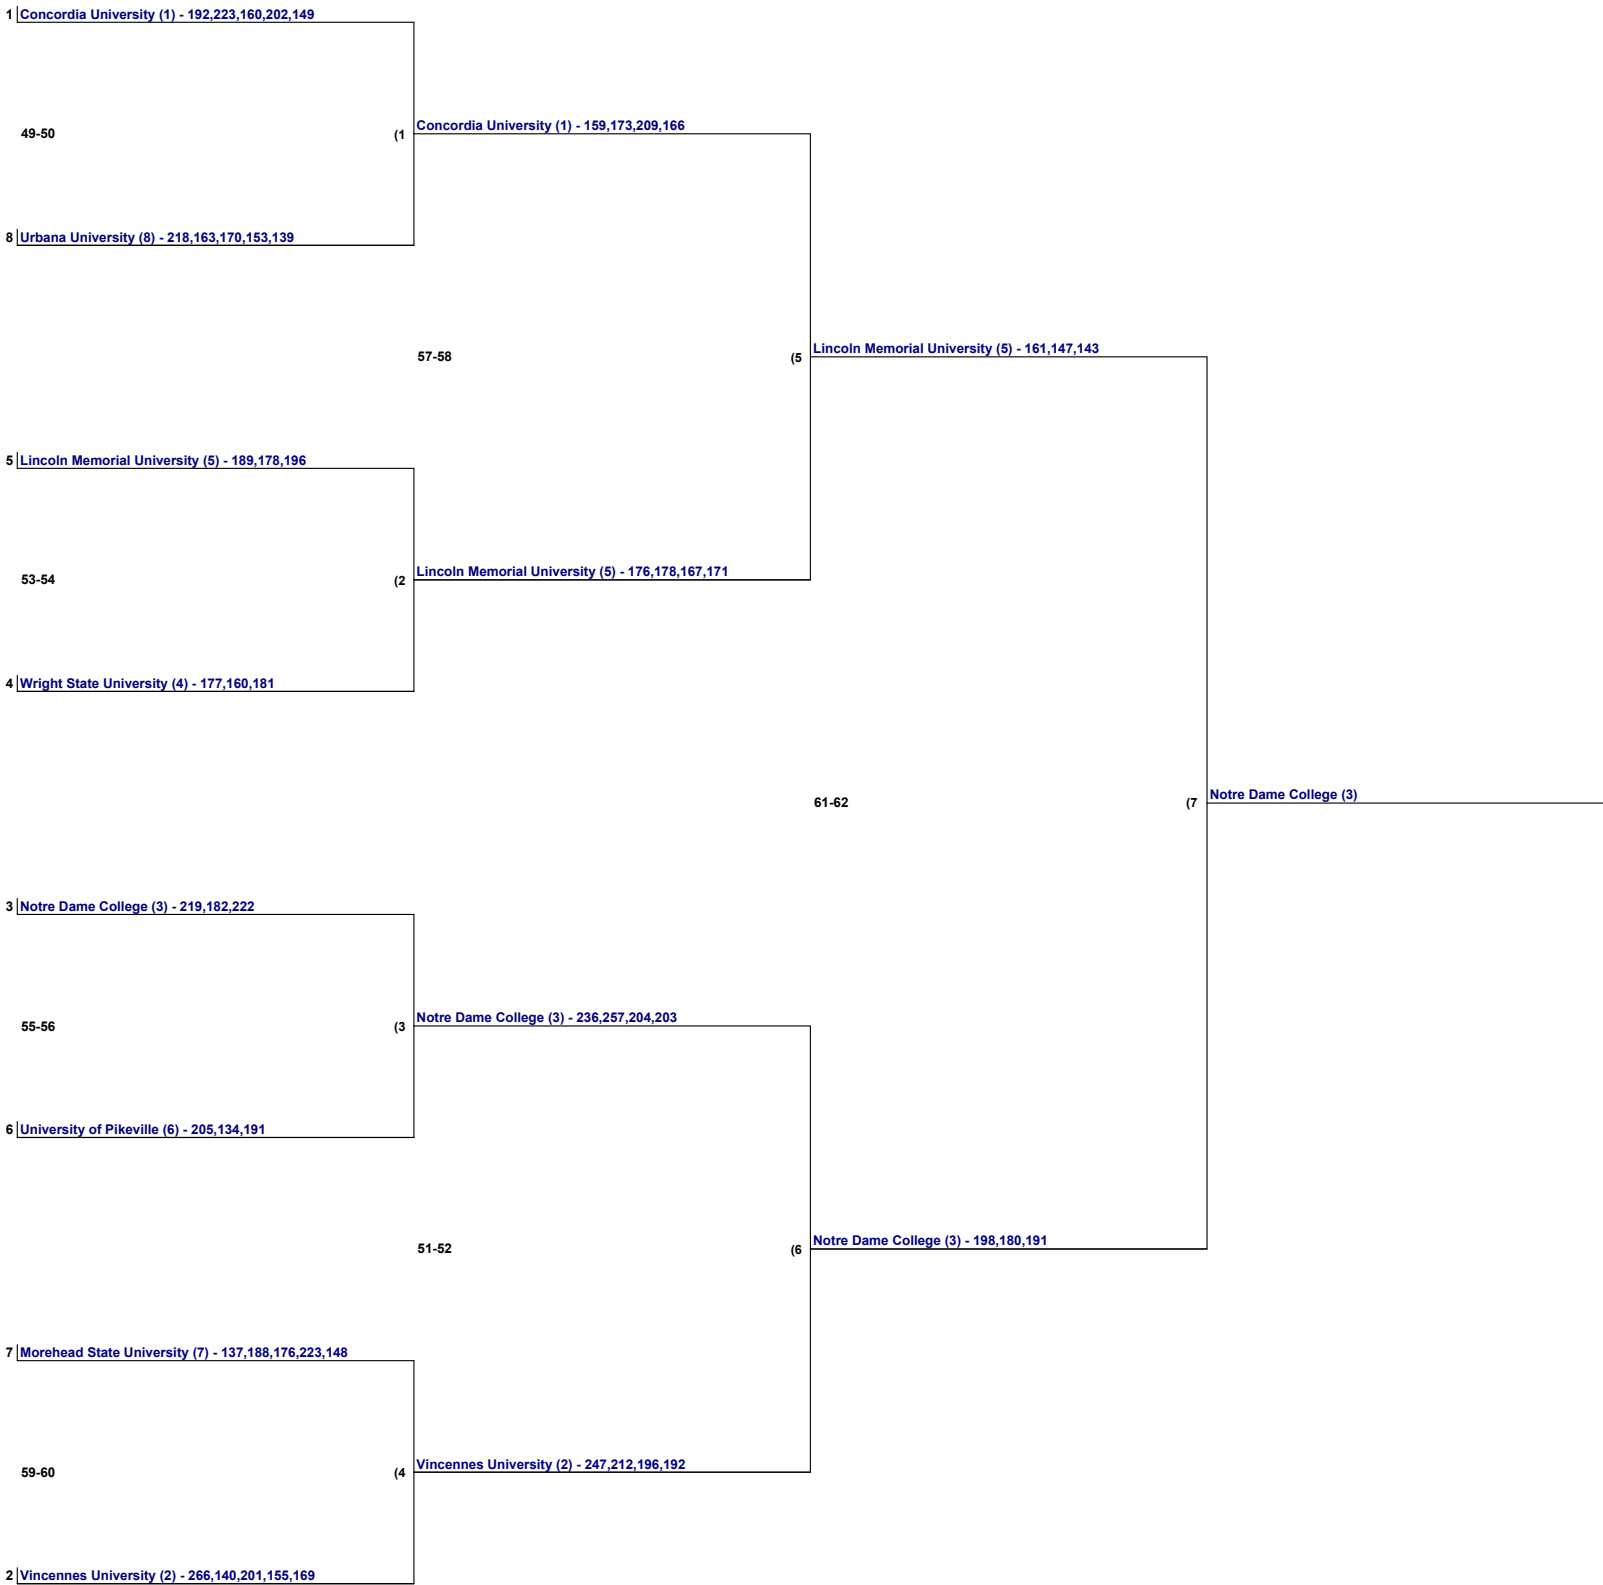 1 Concordia University (1) - 192,223,160,202,149
49-50 (1 Concordia University (1) - 159,173,209,166
8 Urbana University (8) - 218,163,170,153,139
57-58 (5 Lincoln Memorial University (5) - 161,147,143
5 Lincoln Memorial University (5) - 189,178,196
53-54 (2 Lincoln Memorial University (5) - 176,178,167,171
4 Wright State University (4) - 177,160,181
61-62 (7 Notre Dame College (3)
3 Notre Dame College (3) - 219,182,222
55-56 (3 Notre Dame College (3) - 236,257,204,203
6 University of Pikeville (6) - 205,134,191
51-52 (6 Notre Dame College (3) - 198,180,191
7 Morehead State University (7) - 137,188,176,223,148
59-60 (4 Vincennes University (2) - 247,212,196,192
2 Vincennes University (2) - 266,140,201,155,169